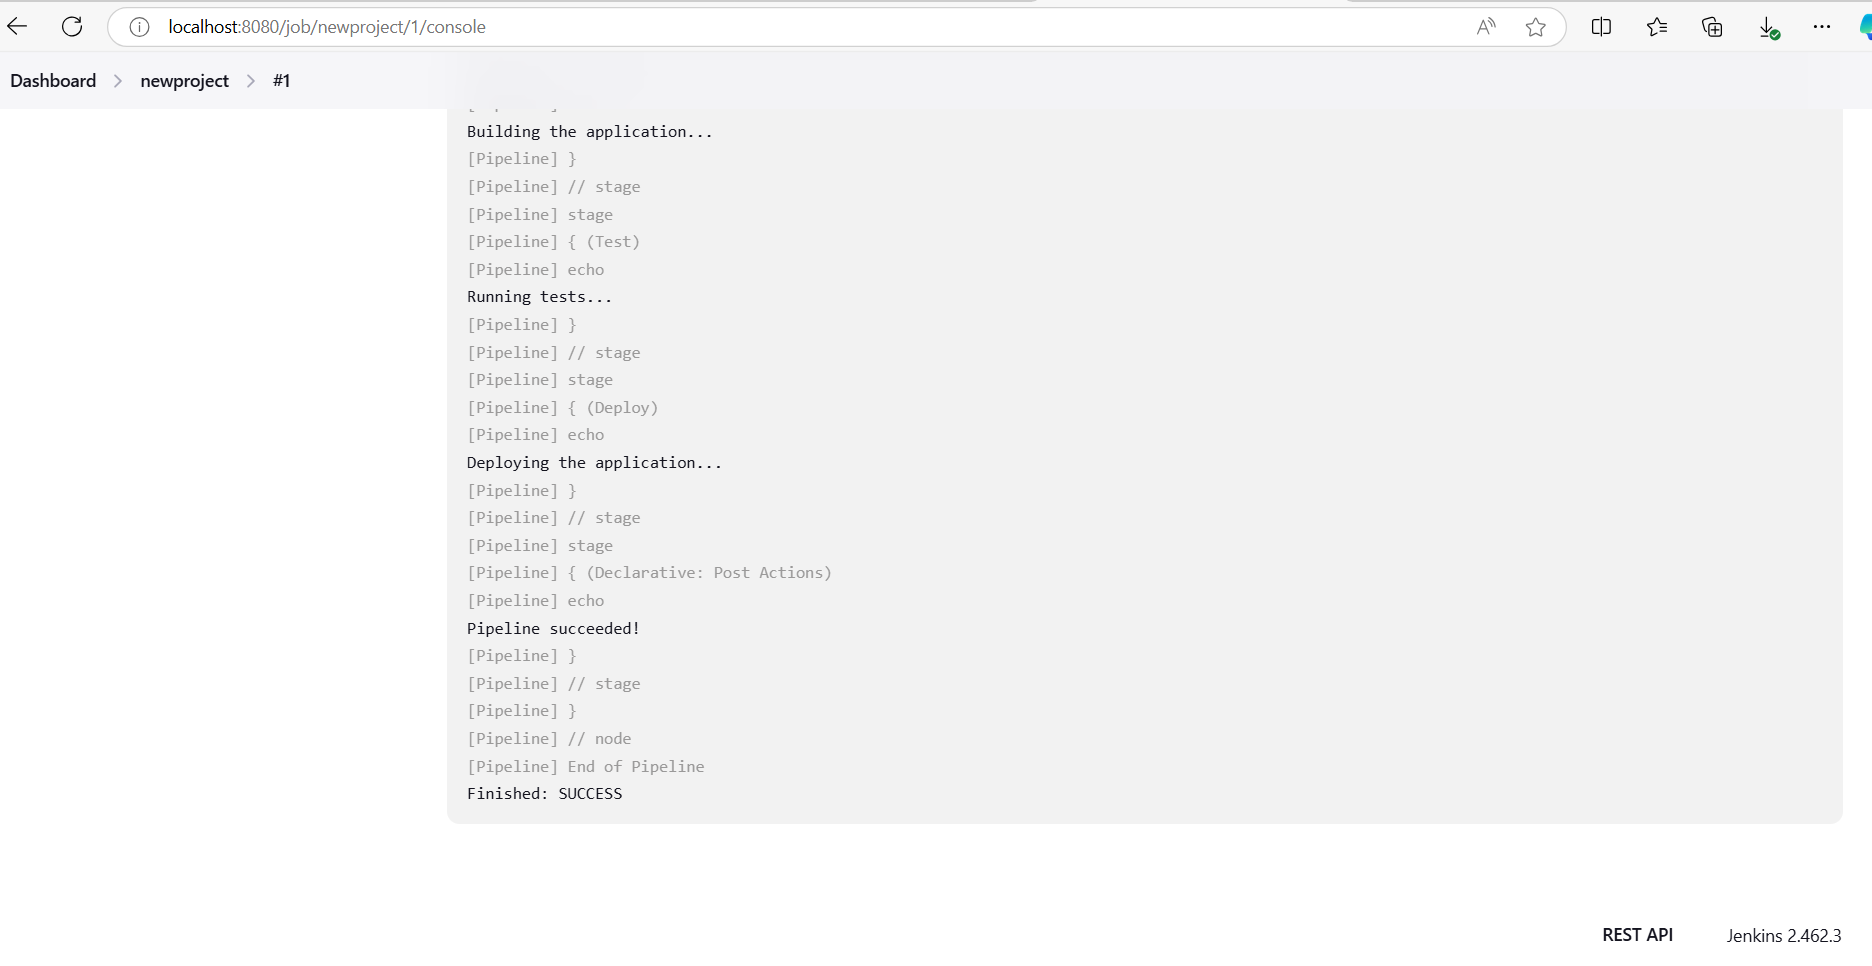 localhost:8080/job/newproject/1/console
Dashboard > newproject > #1
Building the application...
[Pipeline] }
[Pipeline] // stage
[Pipeline] stage
[Pipeline] { (Test)
[Pipeline] echo
Running tests...
[Pipeline] }
[Pipeline] // stage
[Pipeline] stage
[Pipeline] { (Deploy)
[Pipeline] echo
Deploying the application...
[Pipeline] }
[Pipeline] // stage
[Pipeline] stage
[Pipeline] { (Declarative: Post Actions)
[Pipeline] echo
Pipeline succeeded!
[Pipeline] }
[Pipeline] // stage
[Pipeline] }
[Pipeline] // node
[Pipeline] End of Pipeline
Finished: SUCCESS
REST API Jenkins 2.462.3